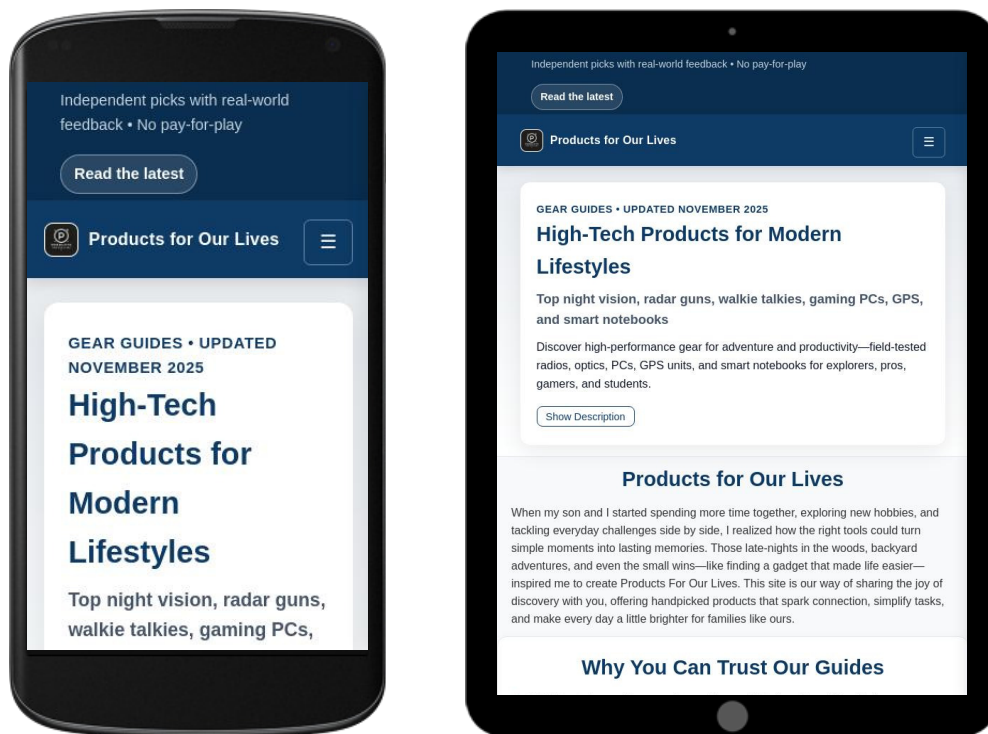 Independent picks with real-world
feedback • No pay-for-play
Read the latest
Products for Our Lives
☰
GEAR GUIDES • UPDATED
NOVEMBER 2025
High-Tech
Products for
Modern
Lifestyles
Top night vision, radar guns,
walkie talkies, gaming PCs,
Independent picks with real-world feedback • No pay-for-play
Read the latest
Products for Our Lives
☰
GEAR GUIDES • UPDATED NOVEMBER 2025
High-Tech Products for Modern
Lifestyles
Top night vision, radar guns, walkie talkies, gaming PCs, GPS,
and smart notebooks
Discover high-performance gear for adventure and productivity—field-tested
radios, optics, PCs, GPS units, and smart notebooks for explorers, pros,
gamers, and students.
Show Description
Products for Our Lives
When my son and I started spending more time together, exploring new hobbies, and
tackling everyday challenges side by side, I realized how the right tools could turn
simple moments into lasting memories. Those late-nights in the woods, backyard
adventures, and even the small wins—like finding a gadget that made life easier—
inspired me to create Products For Our Lives. This site is our way of sharing the joy of
discovery with you, offering handpicked products that spark connection, simplify tasks,
and make every day a little brighter for families like ours.
Why You Can Trust Our Guides